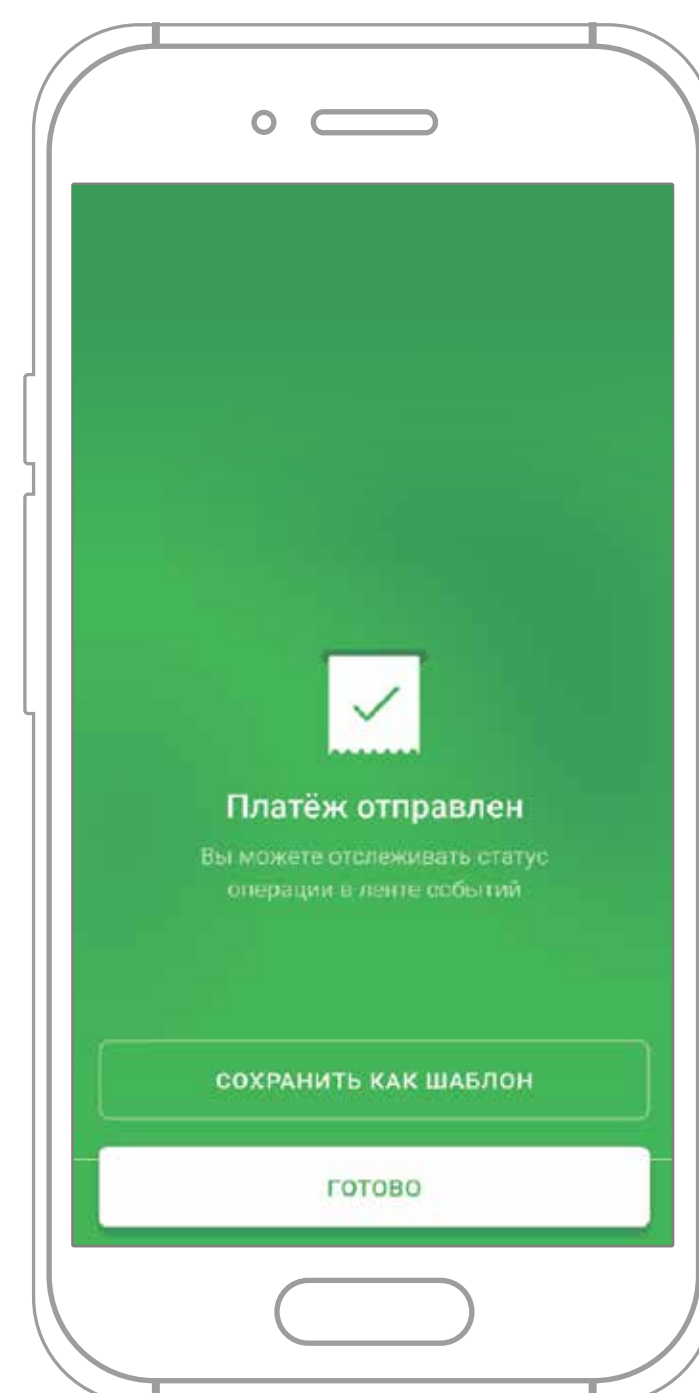 Платёж отправлен
Вы можете отслеживать статус
операции в ленте событий
СОХРАНИТЬ КАК ШАБЛОН
ГОТОВО